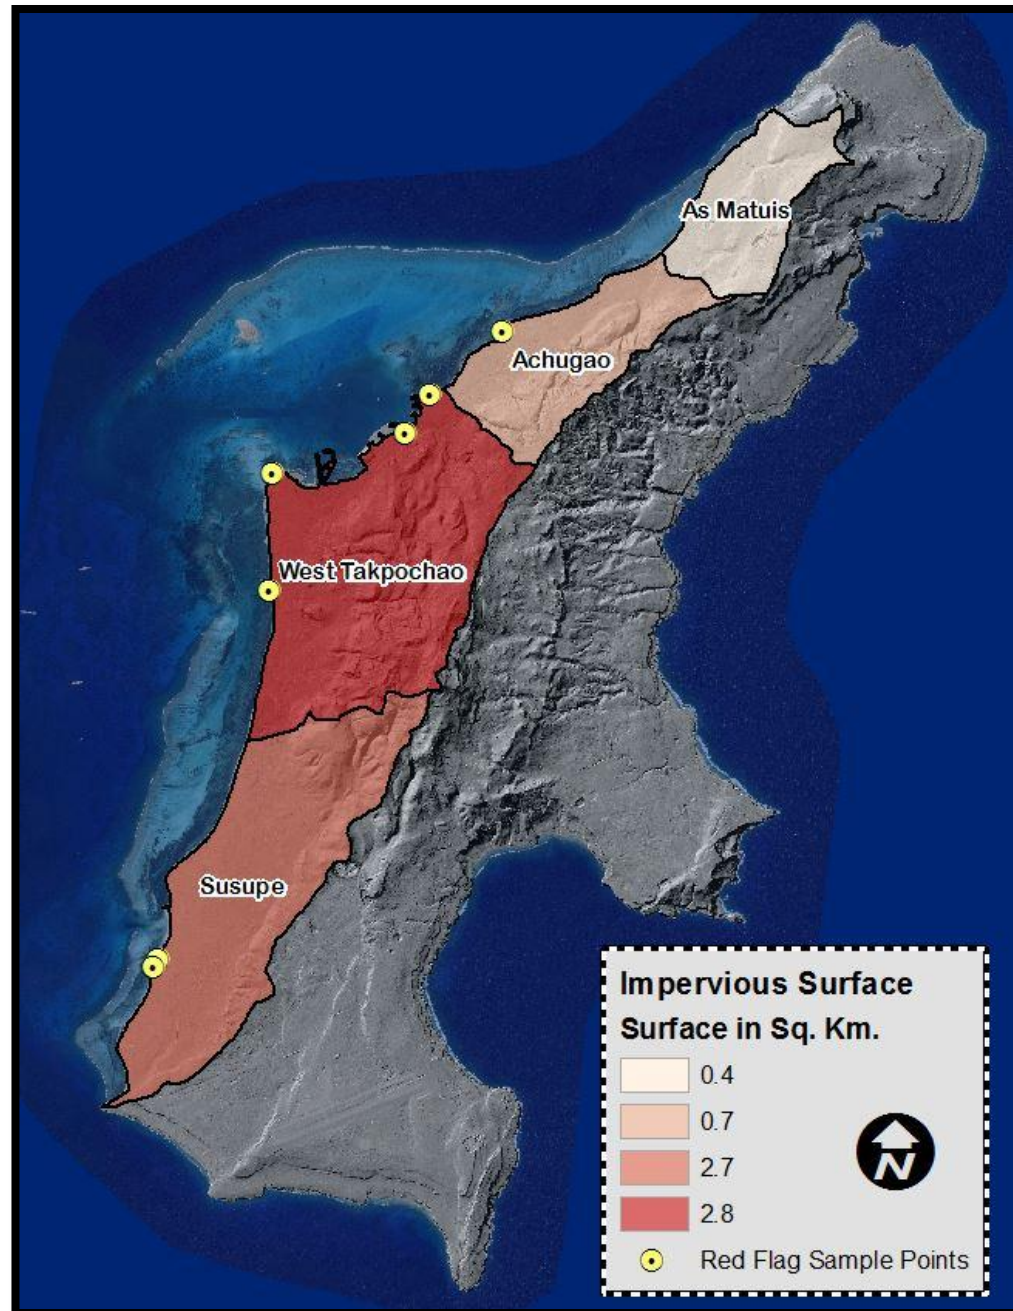 As Matuis
Achugao
West Takpochao
Susupe
Impervious Surface
Surface in Sq. Km.
0.4
0.7
2.7
2.8
N
Red Flag Sample Points